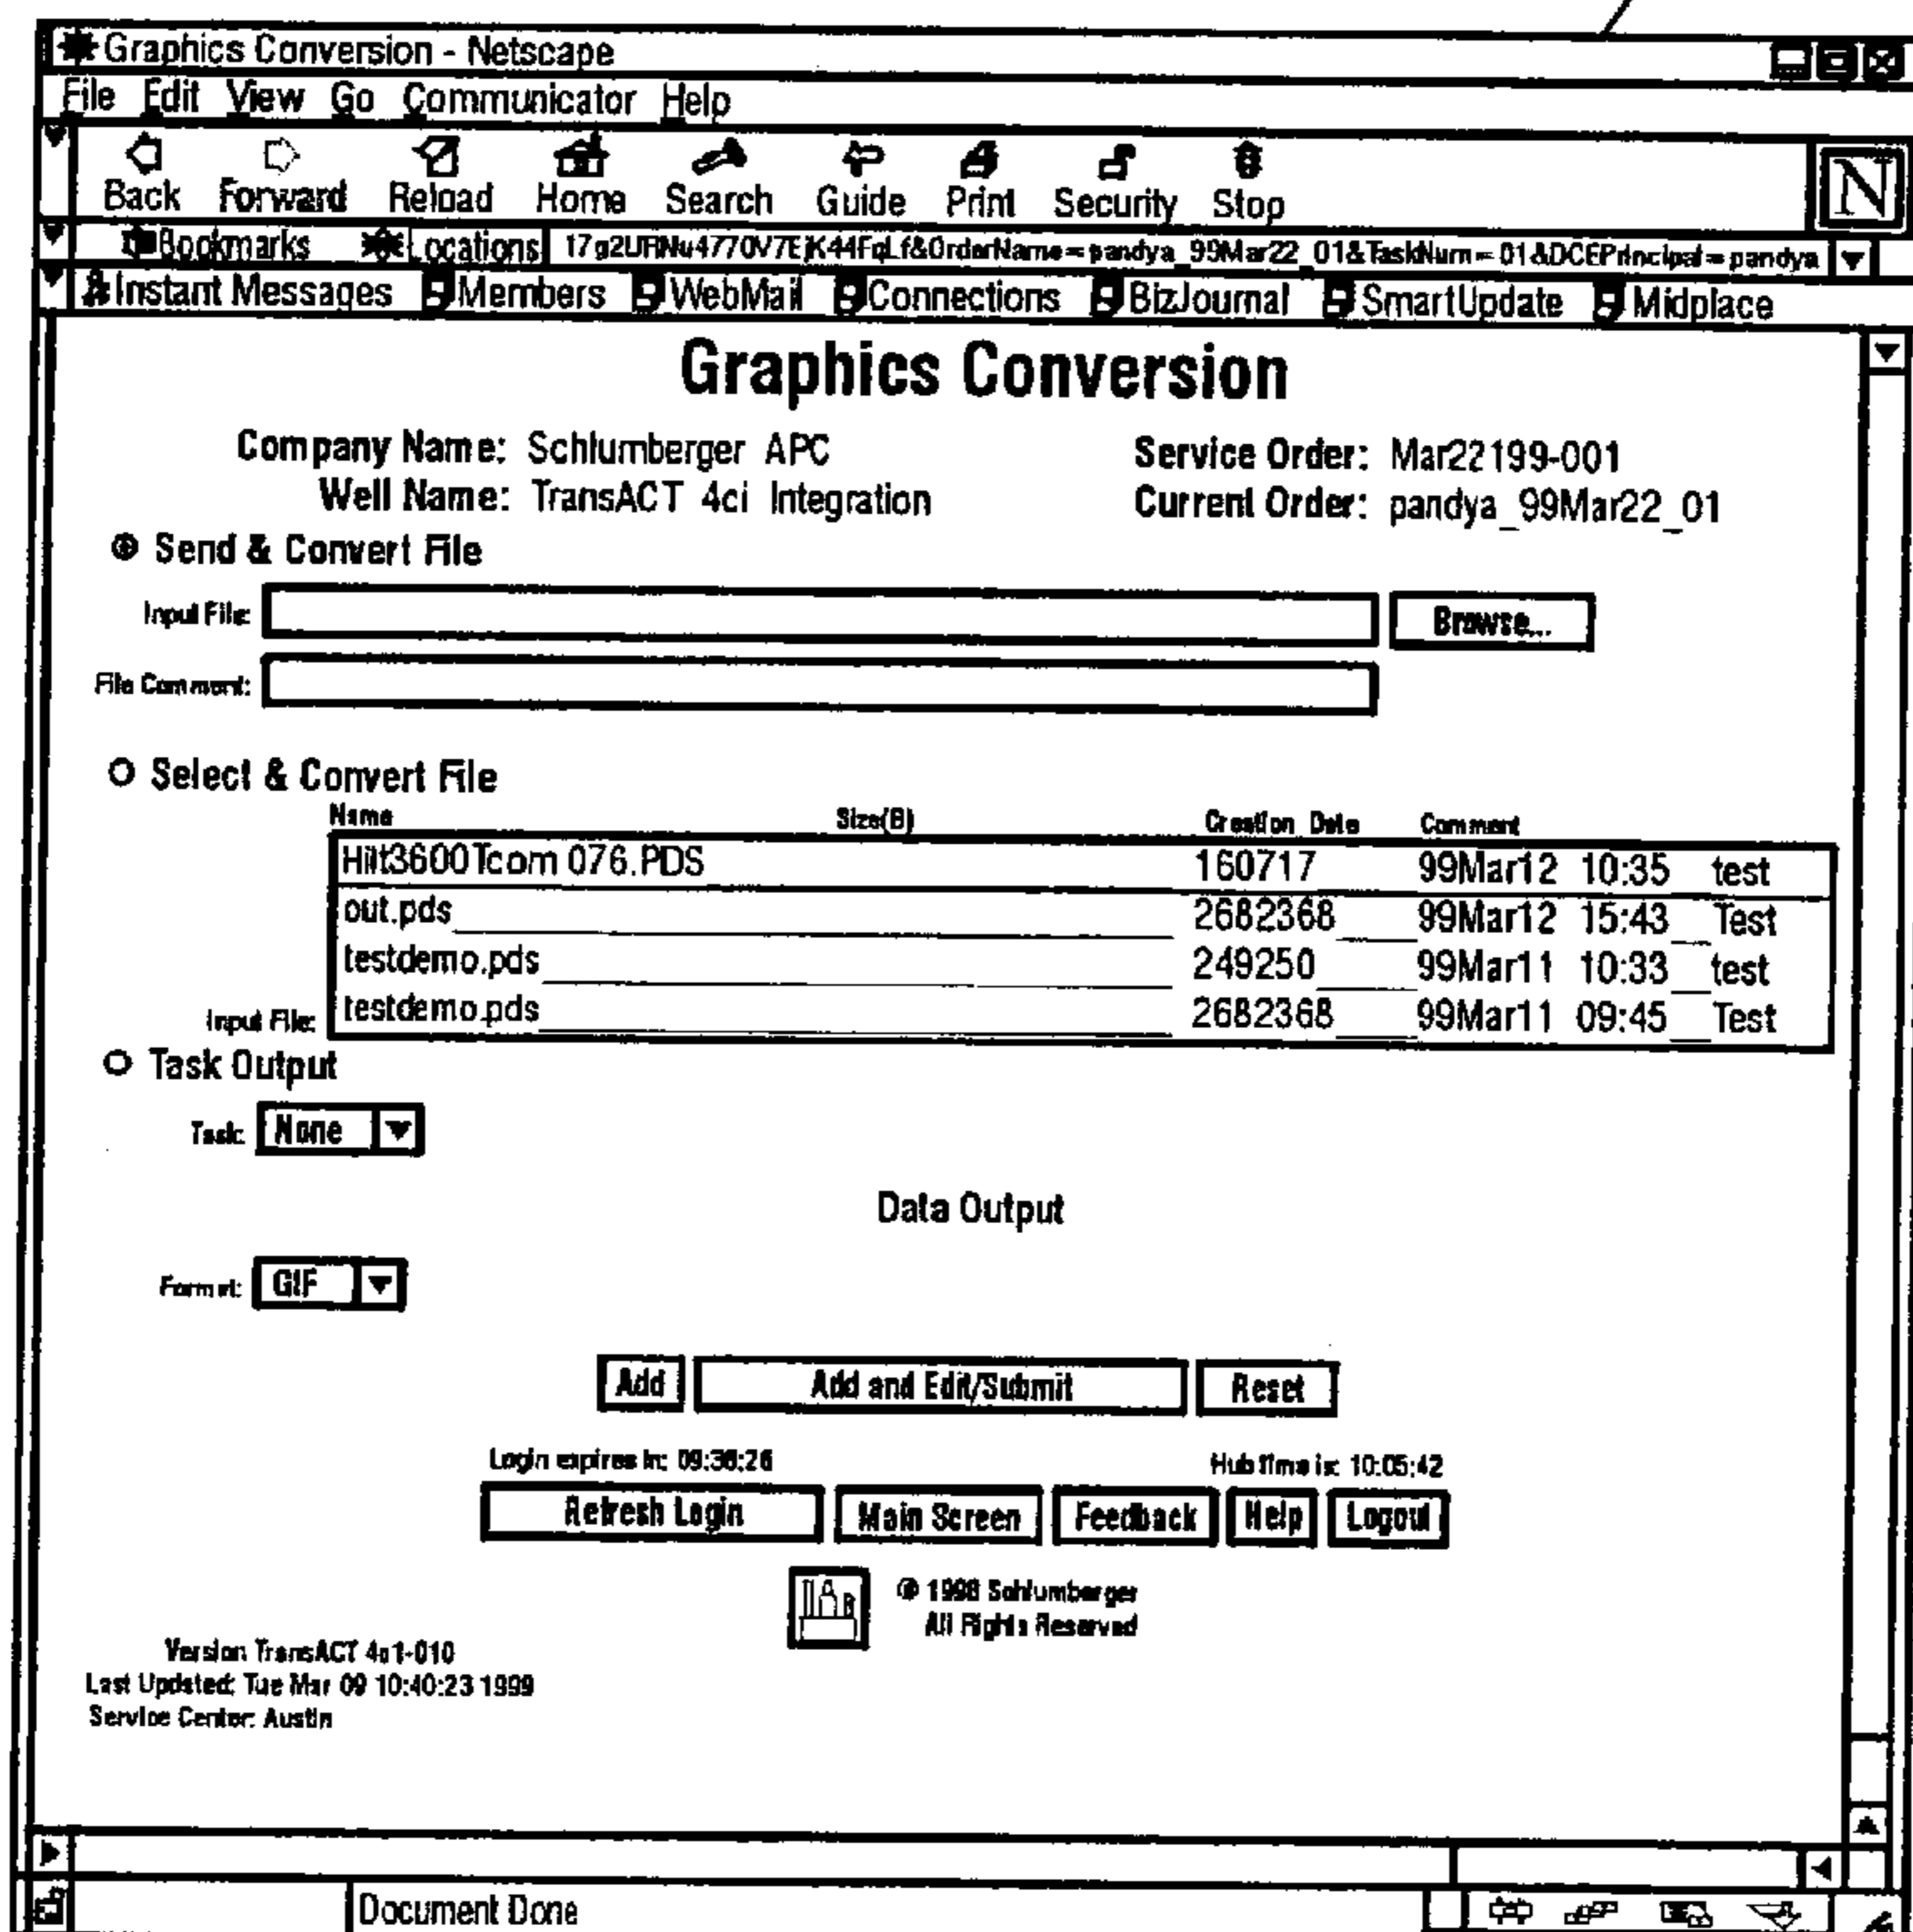 Graphics Conversion - Netscape
File Edit View Go Communicator Help
Back Forward Reload Home Search Guide Print Security Stop
N
Bookmarks Locations &OrderName=pandya_99Mar22_01&TaskNum=01&DCEPrincipal=pandya
Instant Messages Members WebMail Connections BizJournal SmartUpdate Midplace
Graphics Conversion
Company Name: Schlumberger APC Service Order: Mar22199-001
Well Name: TransACT 4ci Integration Current Order: pandya_99Mar22_01
Send & Convert File
Input File: Browse...
File Comment:
Select & Convert File
Name Size(B) Creation Date Comment
Hilt3600Tcom 076.PDS 160717 99Mar12 10:35 test
out.pds 2682368 99Mar12 15:43 Test
testdemo.pds 249250 99Mar11 10:33 test
Input File: testdemo.pds 2682368 99Mar11 09:45 Test
Task Output
Task: None
Data Output
Format: GIF
Add Add and Edit/Submit Reset
Login expires in: Hub time is: 10:05:42
Refresh Login Main Screen Feedback Help Logout
© 1998 Schlumberger
All Rights Reserved
Version TransACT
Last Updated: Tue Mar 09 10:40:23 1999
Service Center: Austin
Document Done